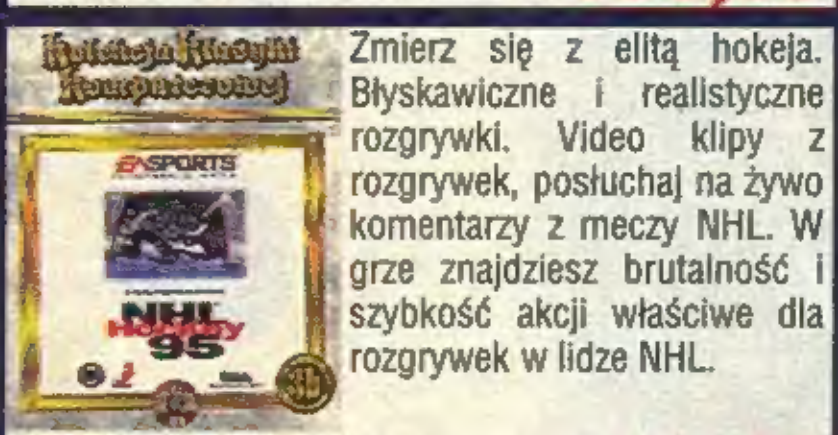 Kolekcja Klasyki
Komputerowej
EA SPORTS
NHL
HOCKEY
95
3b
Zmierz się z elitą hokeja.
Błyskawiczne i realistyczne
rozgrywki. Video klipy z
rozgrywek, posłuchaj na żywo
komentarzy z meczy NHL. W
grze znajdziesz brutalność i
szybkość akcji właściwe dla
rozgrywek w lidze NHL.